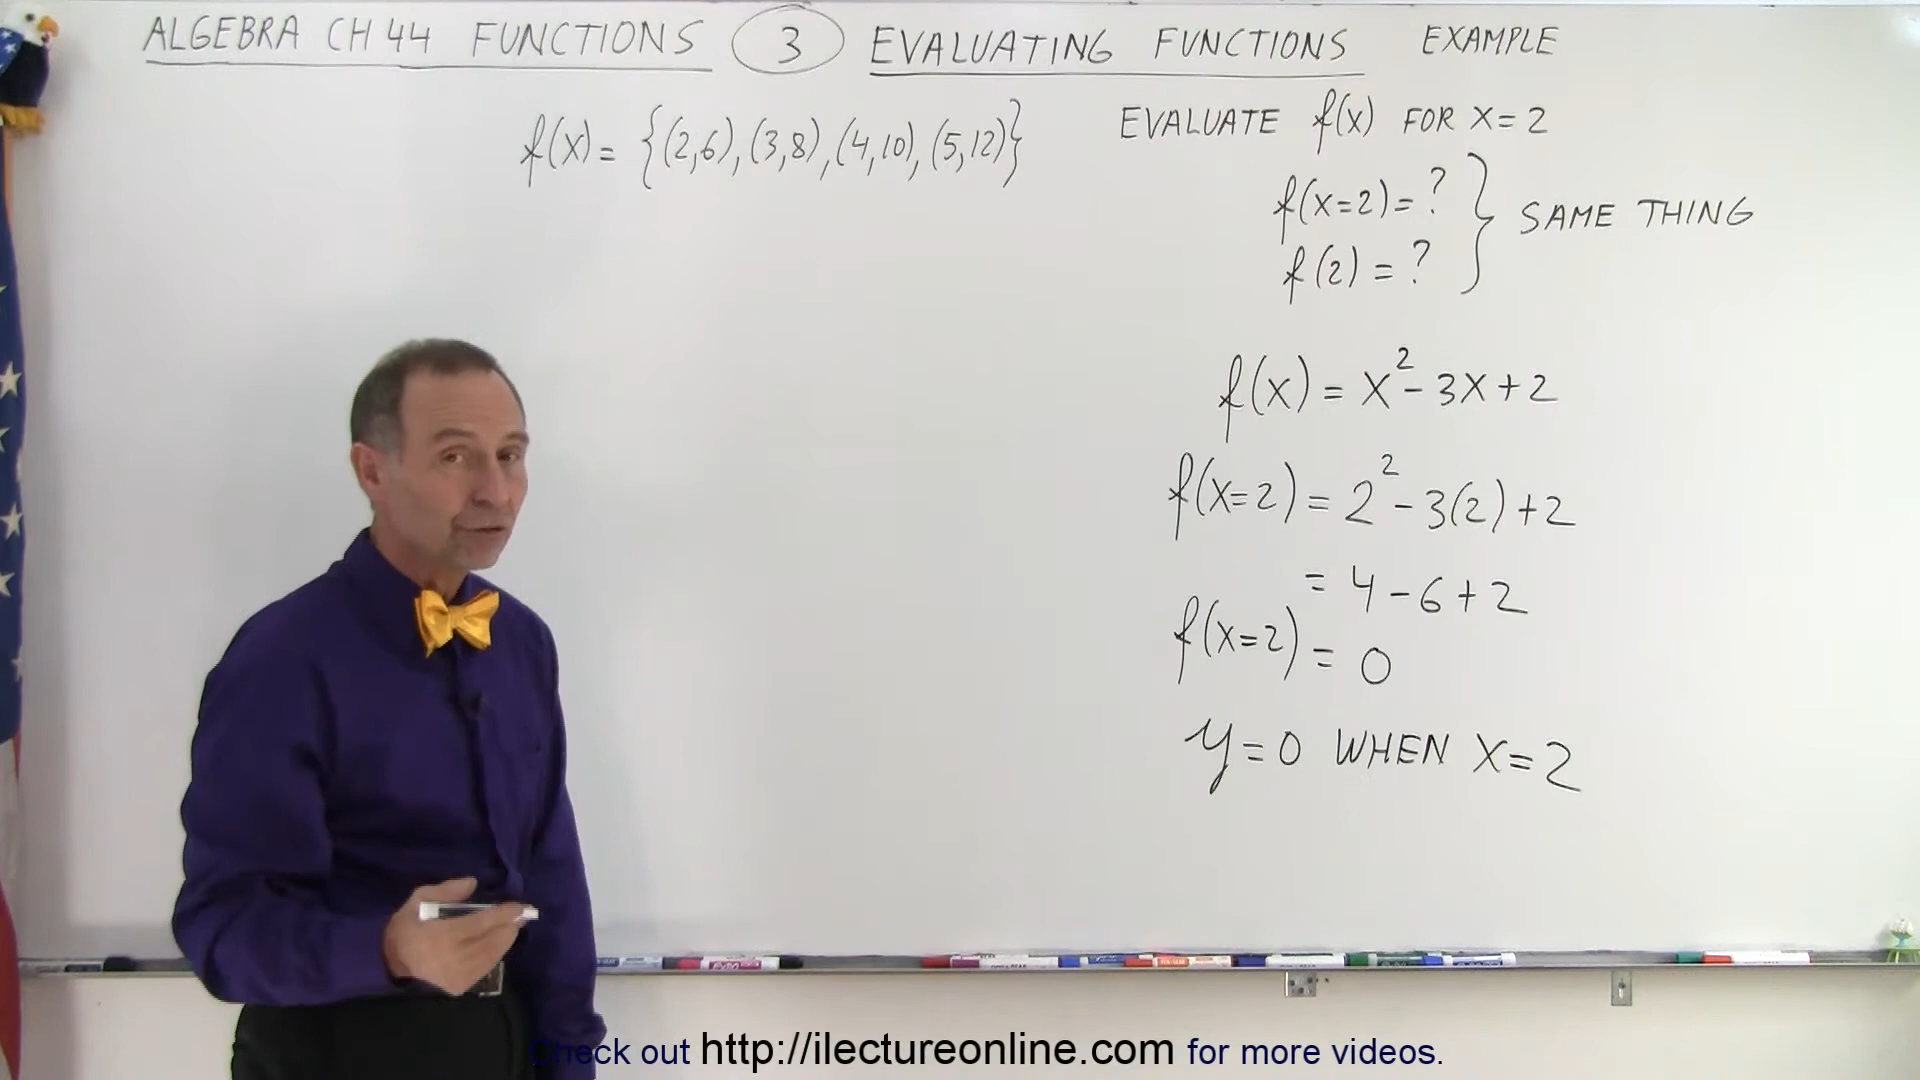 ALGEBRA CH 44 FUNCTIONS 3 EVALUATING FUNCTIONS EXAMPLE
f(x) = {(2,6), (3,8), (4,10), (5,12)}
EVALUATE f(x) FOR X=2
f(x=2) = ?
f(2) = ?
} SAME THING
f(x) = x² - 3x + 2
f(x=2) = 2² - 3(2) + 2
= 4 - 6 + 2
f(x=2) = 0
y=0 WHEN X=2
Check out http://ilectureonline.com for more videos.